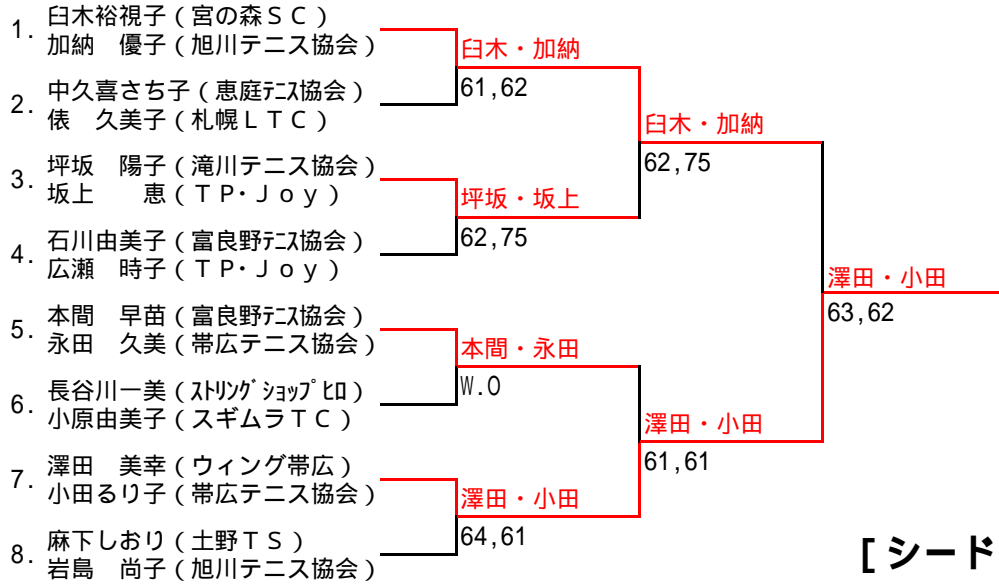 1. 臼木裕視子(宮の森SC)
加納 優子(旭川テニス協会)
2. 中久喜さち子(恵庭テニス協会)
俵 久美子(札幌LTC)
3. 坪坂 陽子(滝川テニス協会)
坂上 恵(TP・Joy)
4. 石川由美子(富良野テニス協会)
広瀬 時子(TP・Joy)
5. 本間 早苗(富良野テニス協会)
永田 久美(帯広テニス協会)
6. 長谷川一美(ストリングショップヒロ)
小原由美子(スギムラTC)
7. 澤田 美幸(ウィング帯広)
小田るり子(帯広テニス協会)
8. 麻下しおり(土野TS)
岩島 尚子(旭川テニス協会)
臼木・加納
61,62
坪坂・坂上
62,75
本間・永田
W.O
澤田・小田
64,61
臼木・加納
62,75
澤田・小田
61,61
澤田・小田
63,62
[シード